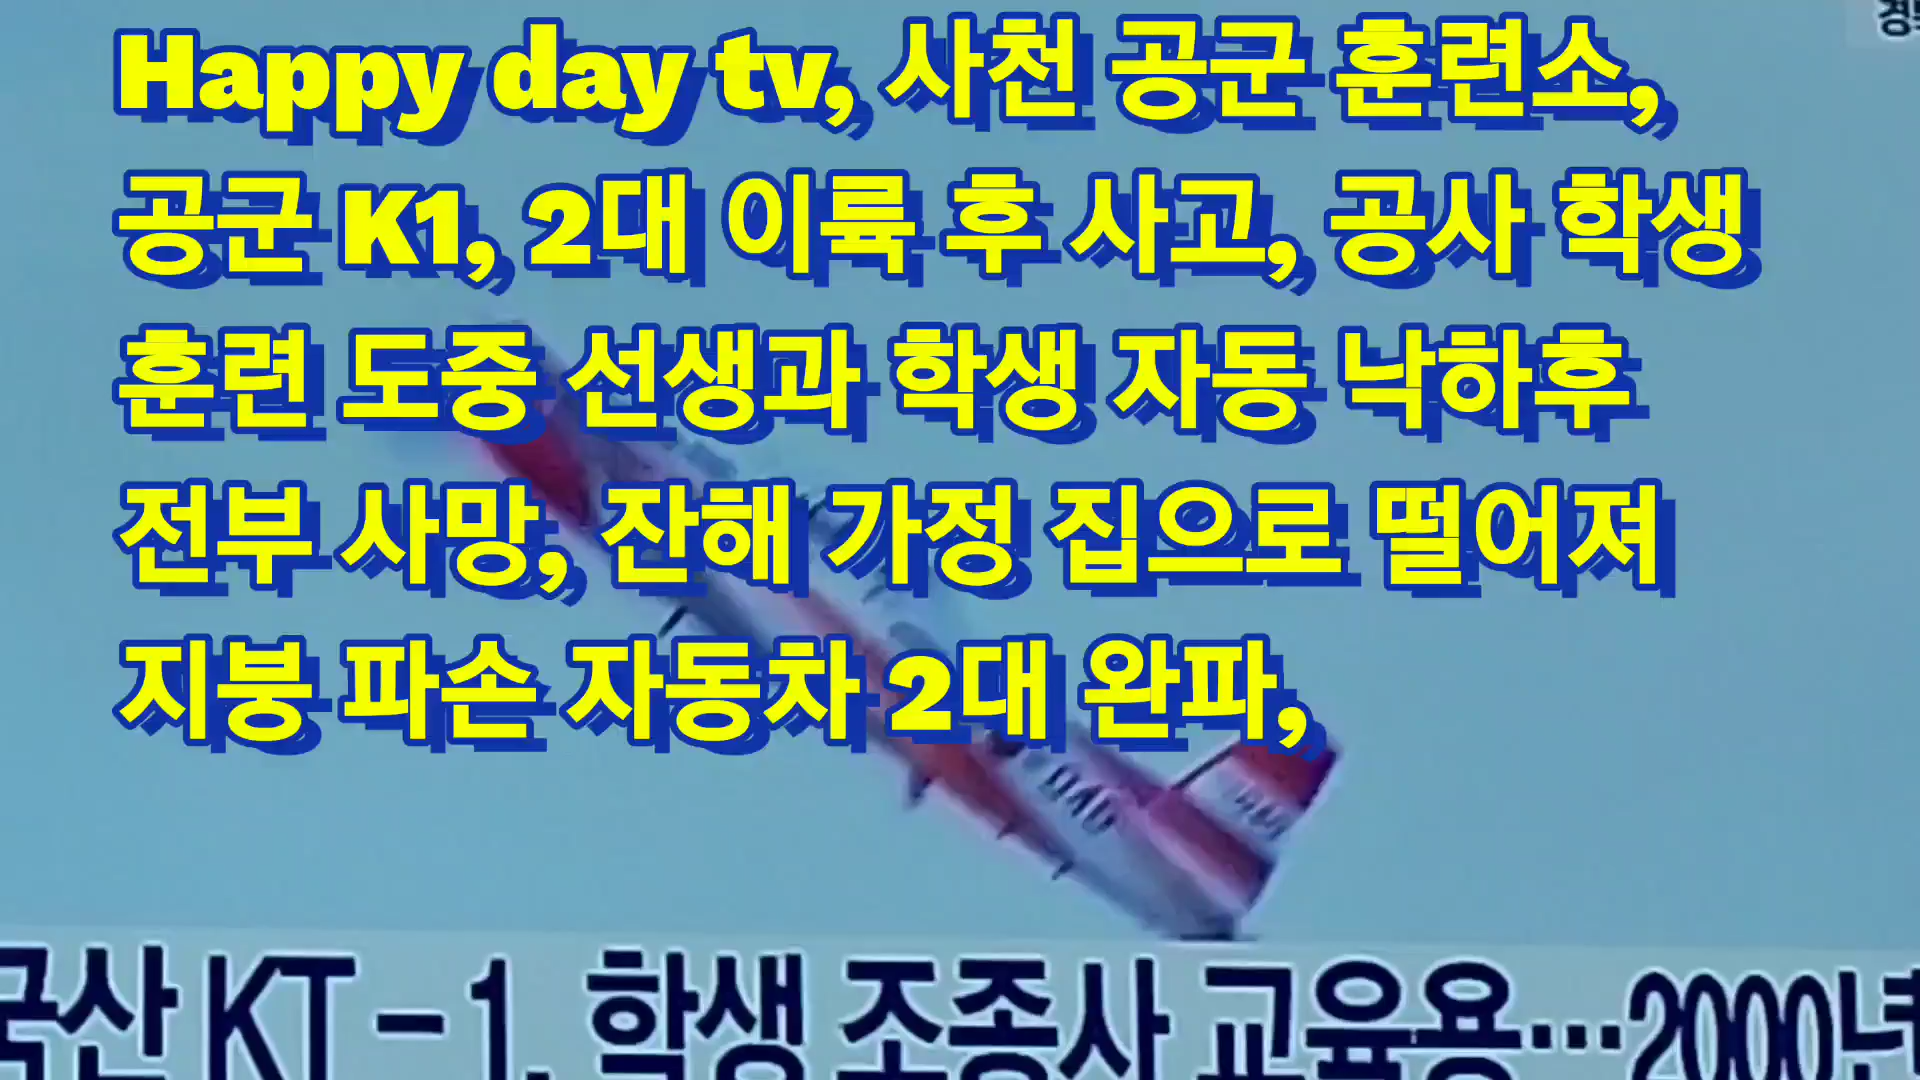 Happy day tv, 사천 공군 훈련소,
공군 K1, 2대 이륙 후 사고, 공사 학생
훈련 도중 선생과 학생 자동 낙하후
전부 사망, 잔해 가정 집으로 떨어져
지붕 파손 자동차 2대 완파,
국산 KT-1, 학생 조종사 교육용…2000년